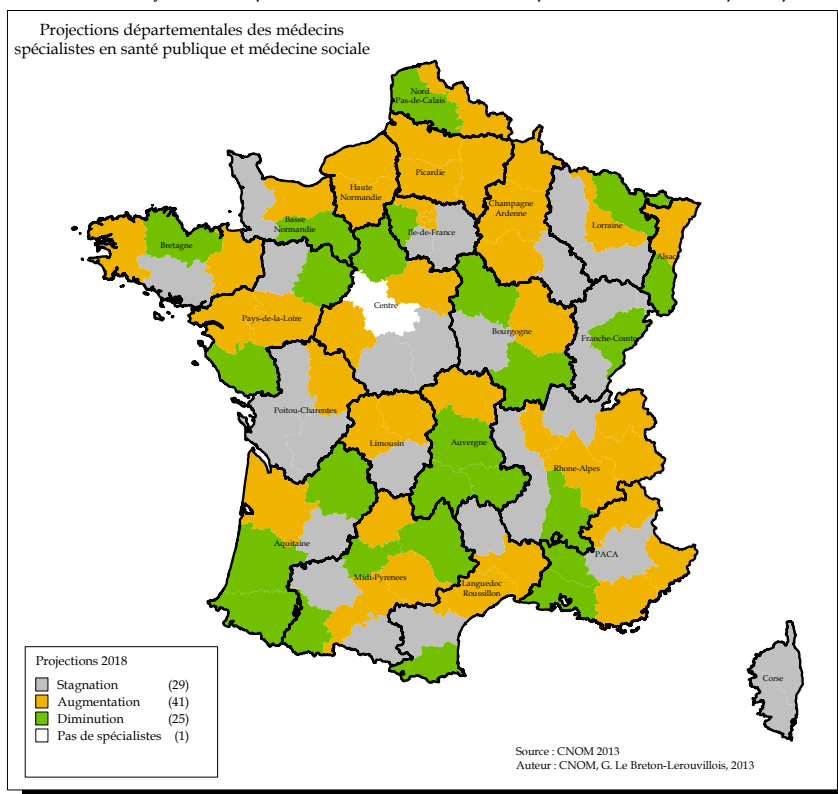 Projections départementales des médecins
spécialistes en santé publique et médecine sociale
Nord
Pas-de-Calais
Picardie
Haute
Normandie
Champagne
Ardenne
Basse
Normandie
Ile-de-France
Lorraine
Alsace
Bretagne
Centre
Pays-de-la-Loire
Bourgogne
Franche-Comte
Poitou-Charentes
Limousin
Auvergne
Rhone-Alpes
Aquitaine
PACA
Midi-Pyrenees
Languedoc
Roussillon
Corse
Projections 2018
Stagnation (29)
Augmentation (41)
Diminution (25)
Pas de spécialistes (1)
Source : CNOM 2013
Auteur : CNOM, G. Le Breton-Lerouvillois, 2013